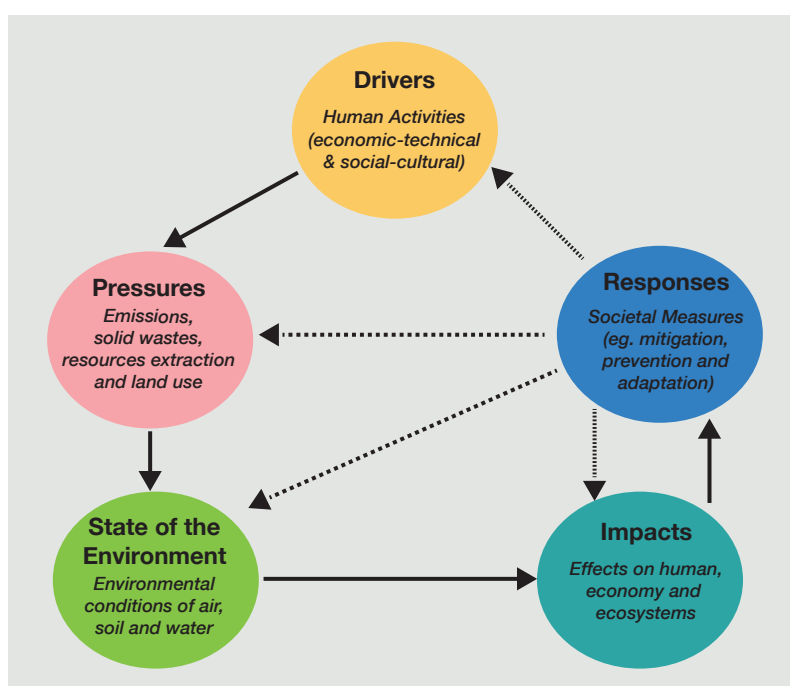 Drivers
Human Activities
(economic-technical
& social-cultural)
Pressures
Emissions,
solid wastes,
resources extraction
and land use
Responses
Societal Measures
(eg. mitigation,
prevention and
adaptation)
State of the
Environment
Environmental
conditions of air,
soil and water
Impacts
Effects on human,
economy and
ecosystems